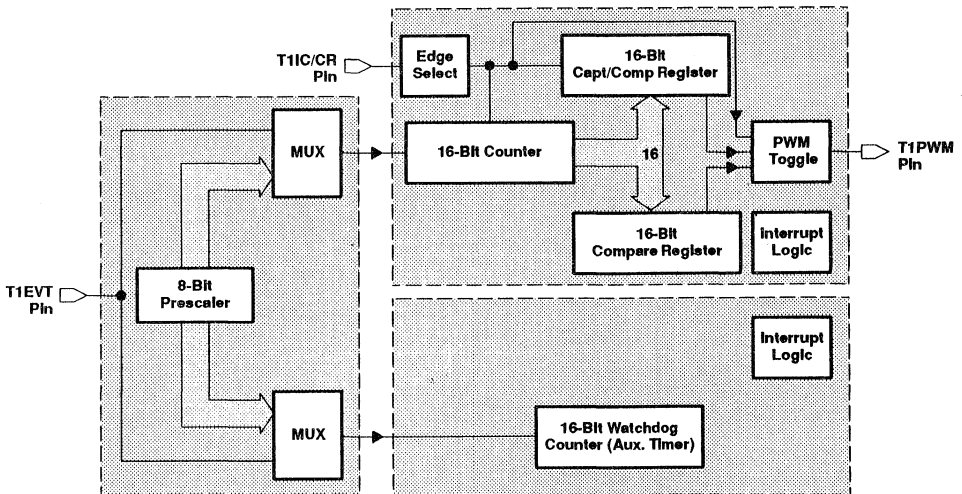 T1IC/CR
Pin
Edge
Select
16-Bit
Capt/Comp Register
MUX
16-Bit Counter
16
PWM
Toggle
T1PWM
Pin
16-Bit
Compare Register
Interrupt
Logic
T1EVT
Pin
8-Bit
Prescaler
Interrupt
Logic
MUX
16-Bit Watchdog
Counter (Aux. Timer)